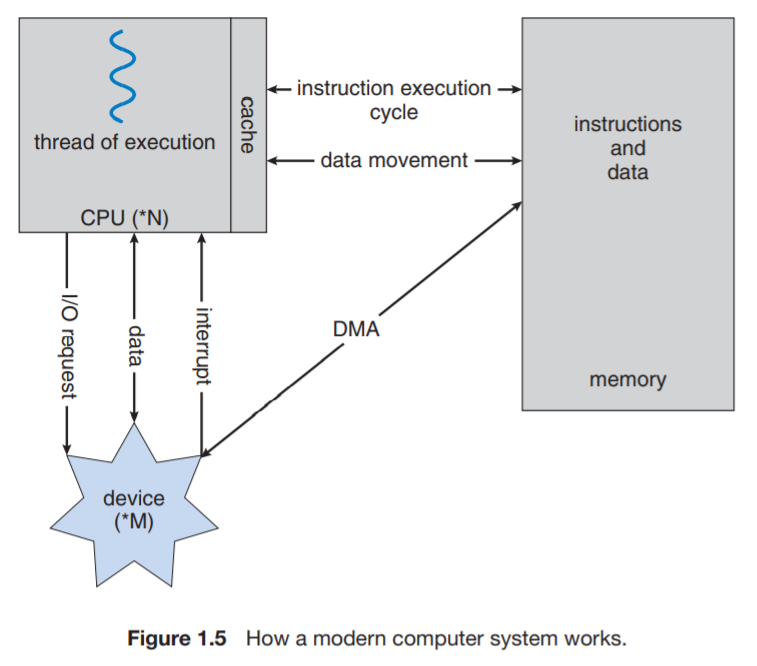 thread of execution
cache
CPU (*N)
instruction execution
cycle
data movement
instructions
and
data
memory
I/O request
data
interrupt
DMA
device
(*M)
Figure 1.5 How a modern computer system works.